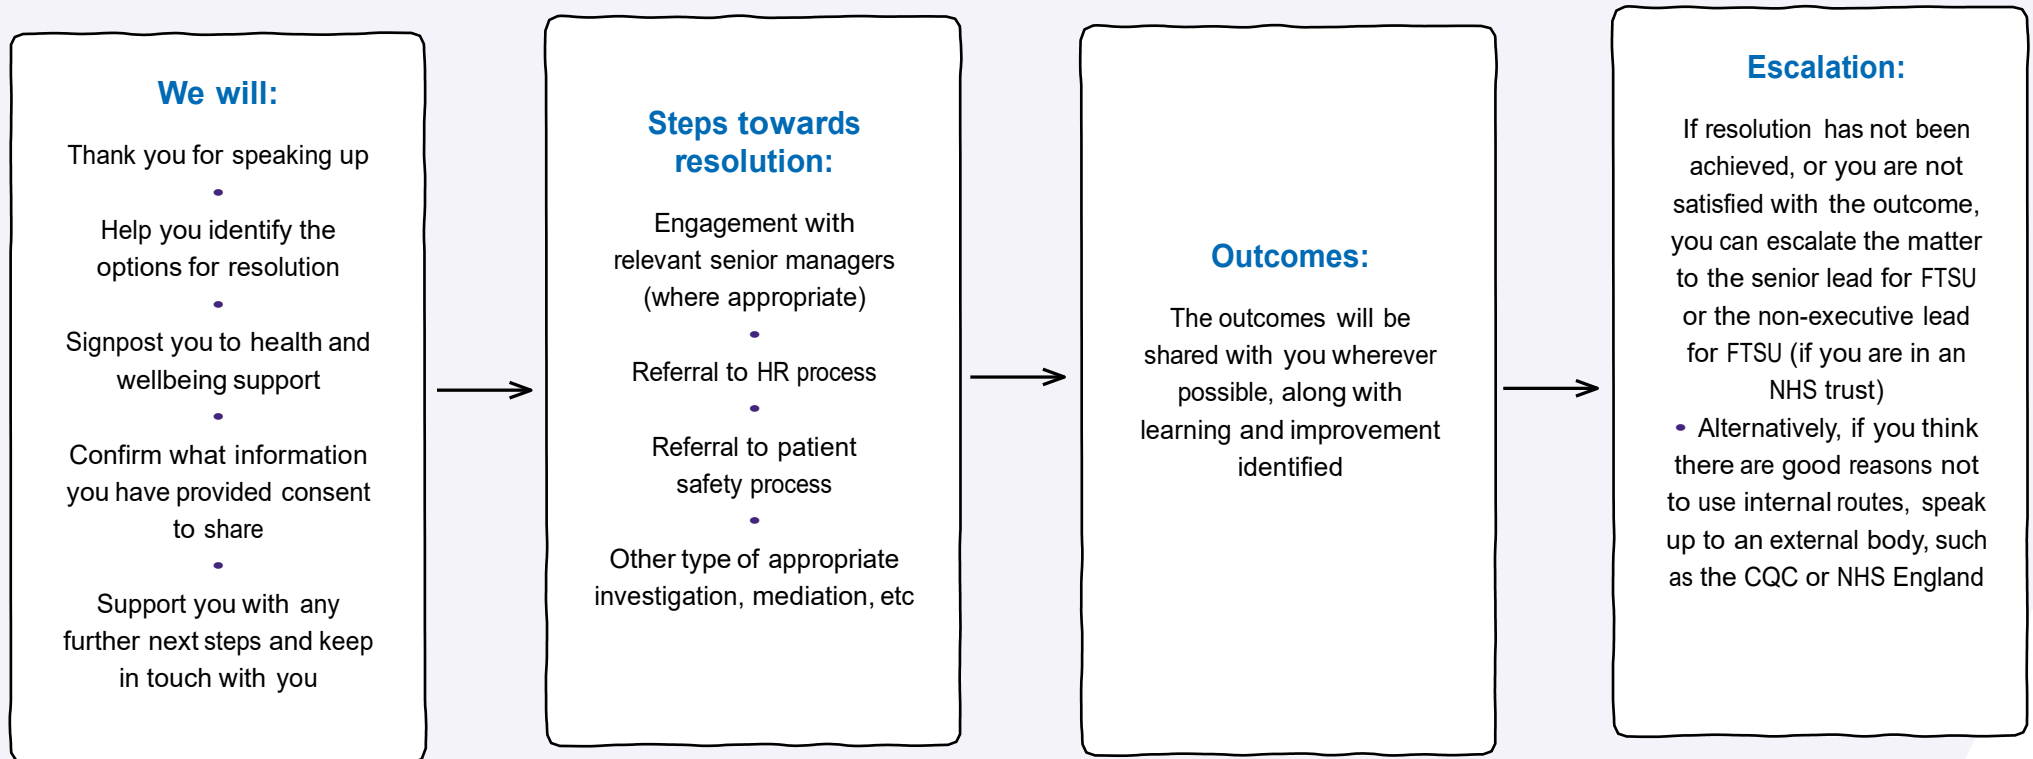 We will:
Thank you for speaking up
•
Help you identify the
options for resolution
•
Signpost you to health and
wellbeing support
•
Confirm what information
you have provided consent
to share
•
Support you with any
further next steps and keep
in touch with you
Steps towards
resolution:
Engagement with
relevant senior managers
(where appropriate)
•
Referral to HR process
•
Referral to patient
safety process
•
Other type of appropriate
investigation, mediation, etc
Outcomes:
The outcomes will be
shared with you wherever
possible, along with
learning and improvement
identified
Escalation:
If resolution has not been
achieved, or you are not
satisfied with the outcome,
you can escalate the matter
to the senior lead for FTSU
or the non-executive lead
for FTSU (if you are in an
NHS trust)
• Alternatively, if you think
there are good reasons not
to use internal routes, speak
up to an external body, such
as the CQC or NHS England